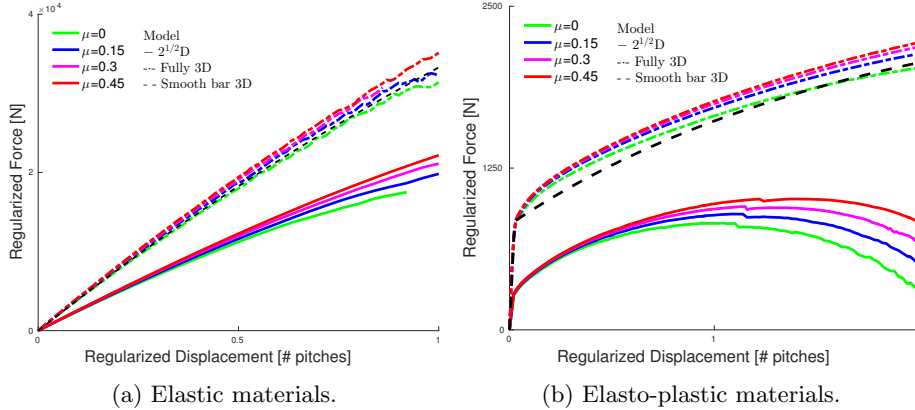 ×10⁴
4
2
0
0
0.5
1
Regularized Force [N]
Regularized Displacement [# pitches]
μ=0
μ=0.15
μ=0.3
μ=0.45
Model
− 2^{1/2}D
-·- Fully 3D
-- Smooth bar 3D
(a) Elastic materials.
2500
1250
0
0
1
Regularized Force [N]
Regularized Displacement [# pitches]
μ=0
μ=0.15
μ=0.3
μ=0.45
Model
− 2^{1/2}D
-·- Fully 3D
-- Smooth bar 3D
(b) Elasto-plastic materials.